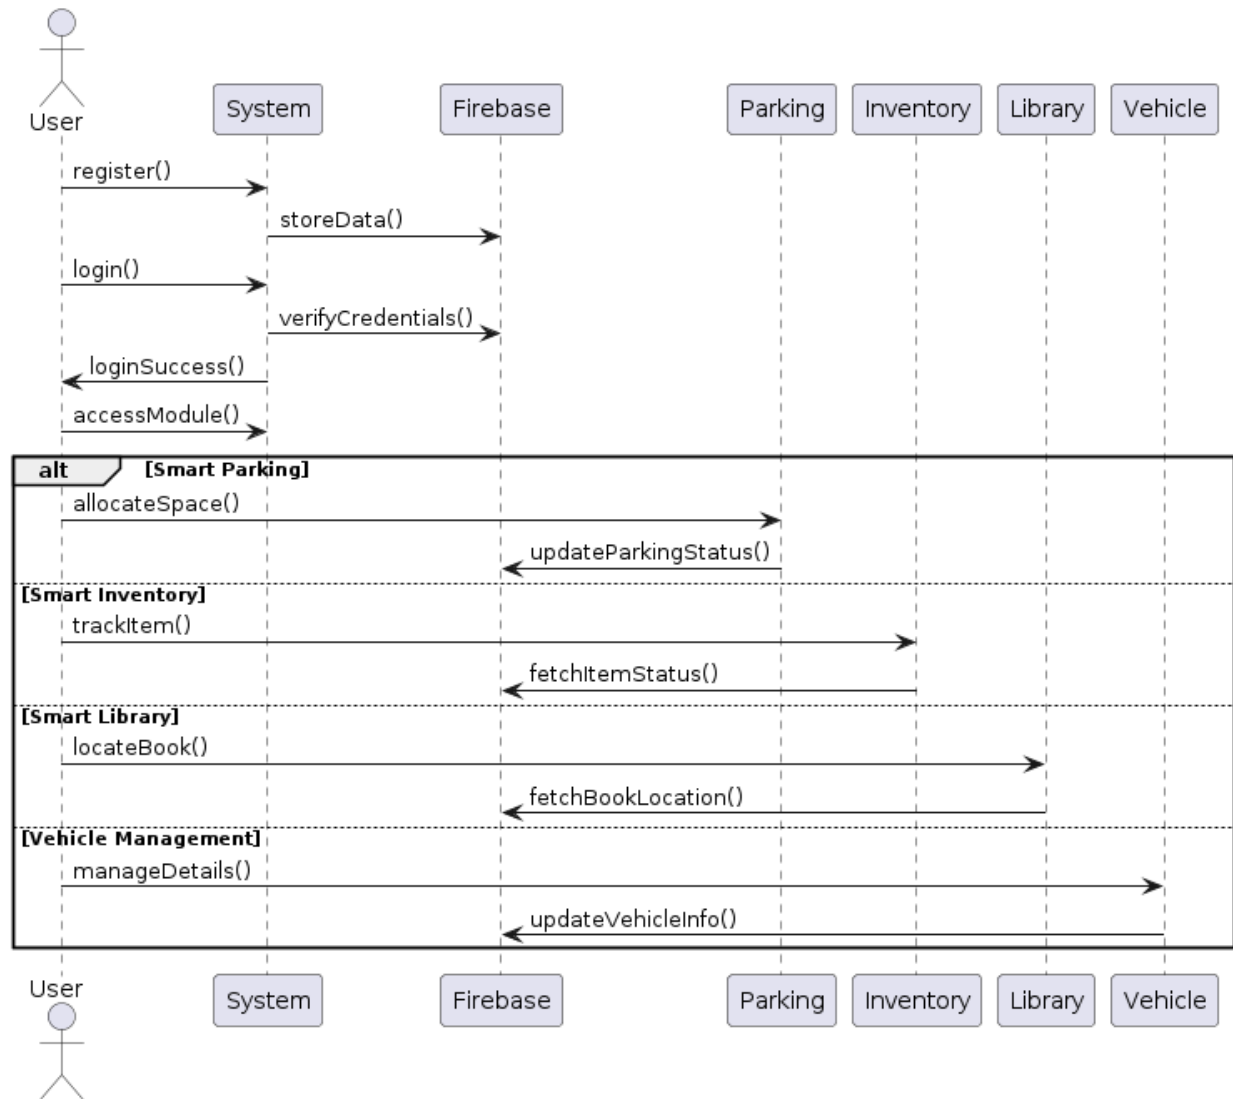 User
System
Firebase
Parking
Inventory
Library
Vehicle
register()
storeData()
login()
verifyCredentials()
loginSuccess()
accessModule()
alt [Smart Parking]
allocateSpace()
updateParkingStatus()
[Smart Inventory]
trackItem()
fetchItemStatus()
[Smart Library]
locateBook()
fetchBookLocation()
[Vehicle Management]
manageDetails()
updateVehicleInfo()
User
System
Firebase
Parking
Inventory
Library
Vehicle